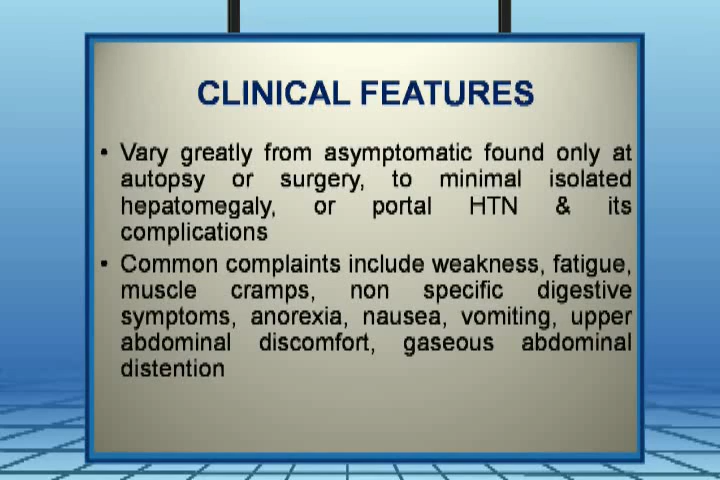 CLINICAL FEATURES
• Vary greatly from asymptomatic found only at
autopsy or surgery, to minimal isolated
hepatomegaly, or portal HTN & its
complications
• Common complaints include weakness, fatigue,
muscle cramps, non specific digestive
symptoms, anorexia, nausea, vomiting, upper
abdominal discomfort, gaseous abdominal
distention